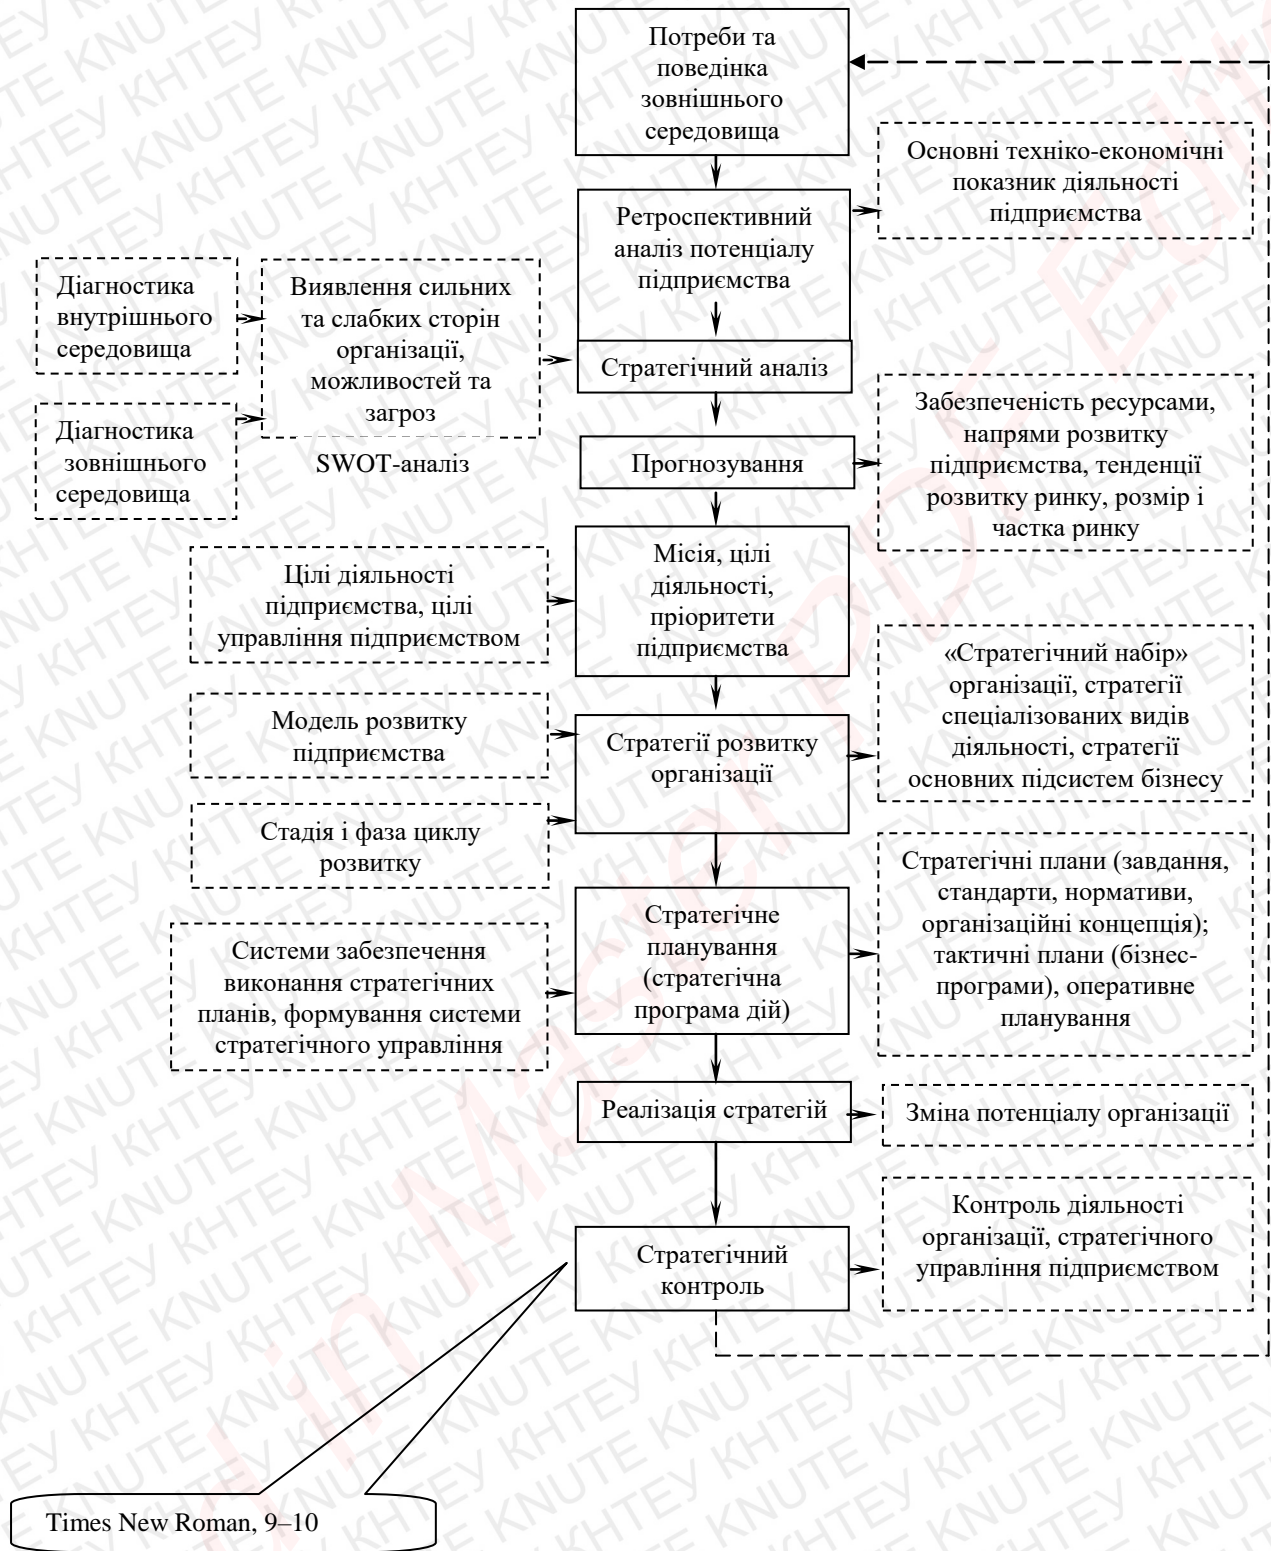 Потреби та
поведінка
зовнішнього
середовища
Основні техніко-економічні
показник діяльності
підприємства
Ретроспективний
аналіз потенціалу
підприємства
Діагностика
внутрішнього
середовища
Виявлення сильних
та слабких сторін
організації,
можливостей та
загроз
Стратегічний аналіз
Діагностика
зовнішнього
середовища
SWOT-аналіз
Прогнозування
Забезпеченість ресурсами,
напрями розвитку
підприємства, тенденції
розвитку ринку, розмір і
частка ринку
Цілі діяльності
підприємства, цілі
управління підприємством
Місія, цілі
діяльності,
пріоритети
підприємства
«Стратегічний набір»
організації, стратегії
спеціалізованих видів
діяльності, стратегії
основних підсистем бізнесу
Модель розвитку
підприємства
Стратегії розвитку
організації
Стадія і фаза циклу
розвитку
Стратегічні плани (завдання,
стандарти, нормативи,
організаційні концепція);
тактичні плани (бізнес-
програми), оперативне
планування
Стратегічне
планування
(стратегічна
програма дій)
Системи забезпечення
виконання стратегічних
планів, формування системи
стратегічного управління
Реалізація стратегій
Зміна потенціалу організації
Контроль діяльності
організації, стратегічного
управління підприємством
Стратегічний
контроль
Times New Roman, 9–10
КНТЕУ KNUTE
d in Master PDF Edit